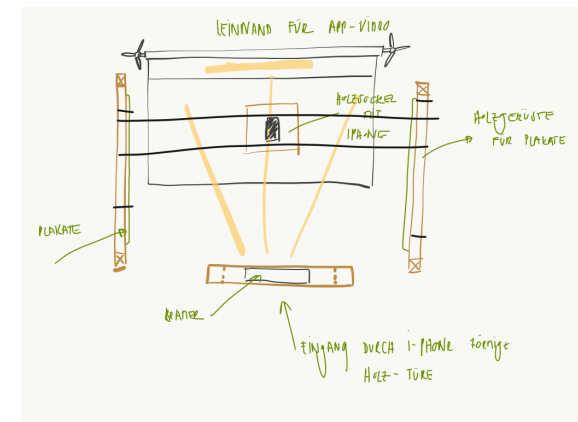 LEINWAND FÜR APP-VIDEO
HOLZSOCKEL
MIT
IPHONE
HOLZGERÜSTE
FÜR PLAKATE
PLAKATE
BEAMER
EINGANG DURCH I-PHONE förmige
HOLZ-TÜRE